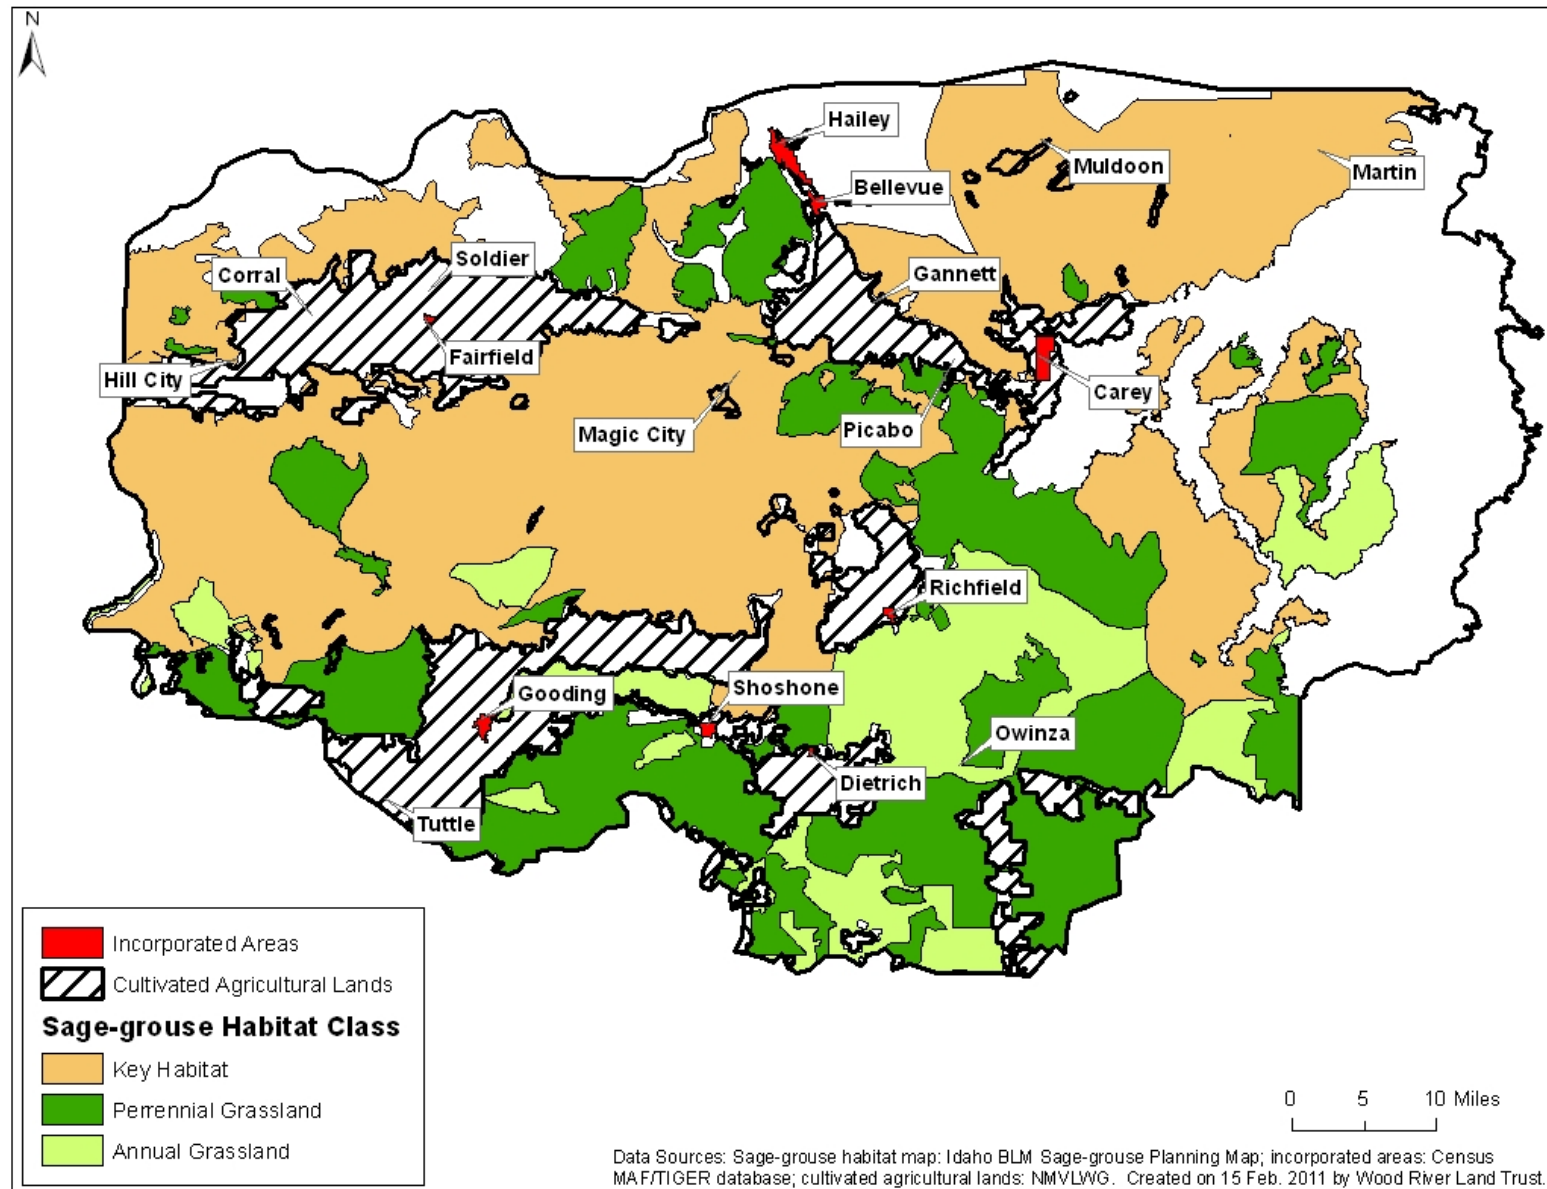 N
Hailey
Muldoon
Martin
Bellevue
Soldier
Corral
Gannett
Fairfield
Hill City
Carey
Magic City
Picabo
Richfield
Gooding
Shoshone
Owinza
Dietrich
Tuttle
Incorporated Areas
Cultivated Agricultural Lands
Sage-grouse Habitat Class
Key Habitat
Perrennial Grassland
Annual Grassland
0 5 10 Miles
Data Sources: Sage-grouse habitat map: Idaho BLM Sage-grouse Planning Map; incorporated areas: Census
MAF/TIGER database; cultivated agricultural lands: NMVLWG. Created on 15 Feb. 2011 by Wood River Land Trust.